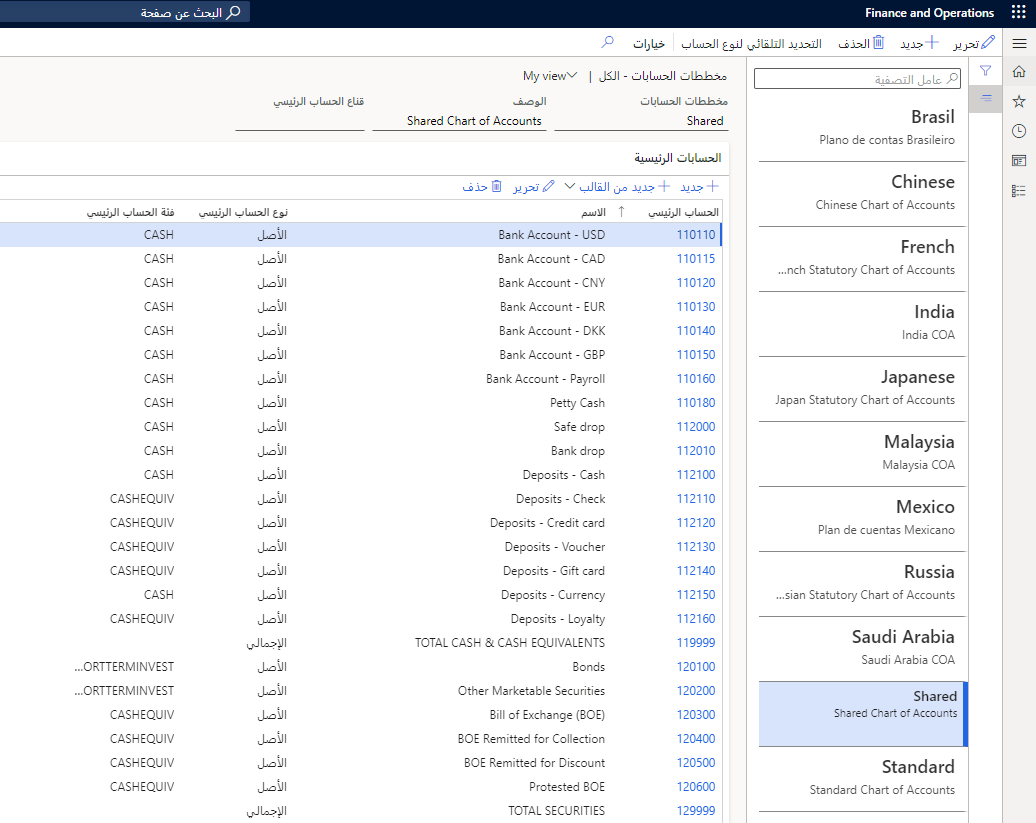 Finance and Operations
البحث عن صفحة
تحرير
جديد
الحذف
التحديد التلقائي لنوع الحساب
خيارات
عامل التصفية
Brasil
Plano de contas Brasileiro
Chinese
Chinese Chart of Accounts
French
...nch Statutory Chart of Accounts
India
India COA
Japanese
Japan Statutory Chart of Accounts
Malaysia
Malaysia COA
Mexico
Plan de cuentas Mexicano
Russia
...sian Statutory Chart of Accounts
Saudi Arabia
Saudi Arabia COA
Shared
Shared Chart of Accounts
Standard
Standard Chart of Accounts
مخططات الحسابات - الكل | My view
مخططات الحسابات الوصف قناع الحساب الرئيسي
Shared Shared Chart of Accounts
الحسابات الرئيسية
جديد جديد من القالب تحرير حذف
الحساب الرئيسي ↑ الاسم نوع الحساب الرئيسي فئة الحساب الرئيسي
110110 Bank Account - USD الأصل CASH
110115 Bank Account - CAD الأصل CASH
110120 Bank Account - CNY الأصل CASH
110130 Bank Account - EUR الأصل CASH
110140 Bank Account - DKK الأصل CASH
110150 Bank Account - GBP الأصل CASH
110160 Bank Account - Payroll الأصل CASH
110180 Petty Cash الأصل CASH
112000 Safe drop الأصل CASH
112010 Bank drop الأصل CASH
112100 Deposits - Cash الأصل CASH
112110 Deposits - Check الأصل CASHEQUIV
112120 Deposits - Credit card الأصل CASHEQUIV
112130 Deposits - Voucher الأصل CASHEQUIV
112140 Deposits - Gift card الأصل CASHEQUIV
112150 Deposits - Currency الأصل CASH
112160 Deposits - Loyalty الأصل CASHEQUIV
119999 TOTAL CASH & CASH EQUIVALENTS الإجمالي
120100 Bonds الأصل ...ORTTERMINVEST
120200 Other Marketable Securities الأصل ...ORTTERMINVEST
120300 Bill of Exchange (BOE) الأصل CASHEQUIV
120400 BOE Remitted for Collection الأصل CASHEQUIV
120500 BOE Remitted for Discount الأصل CASHEQUIV
120600 Protested BOE الأصل CASHEQUIV
129999 TOTAL SECURITIES الإجمالي